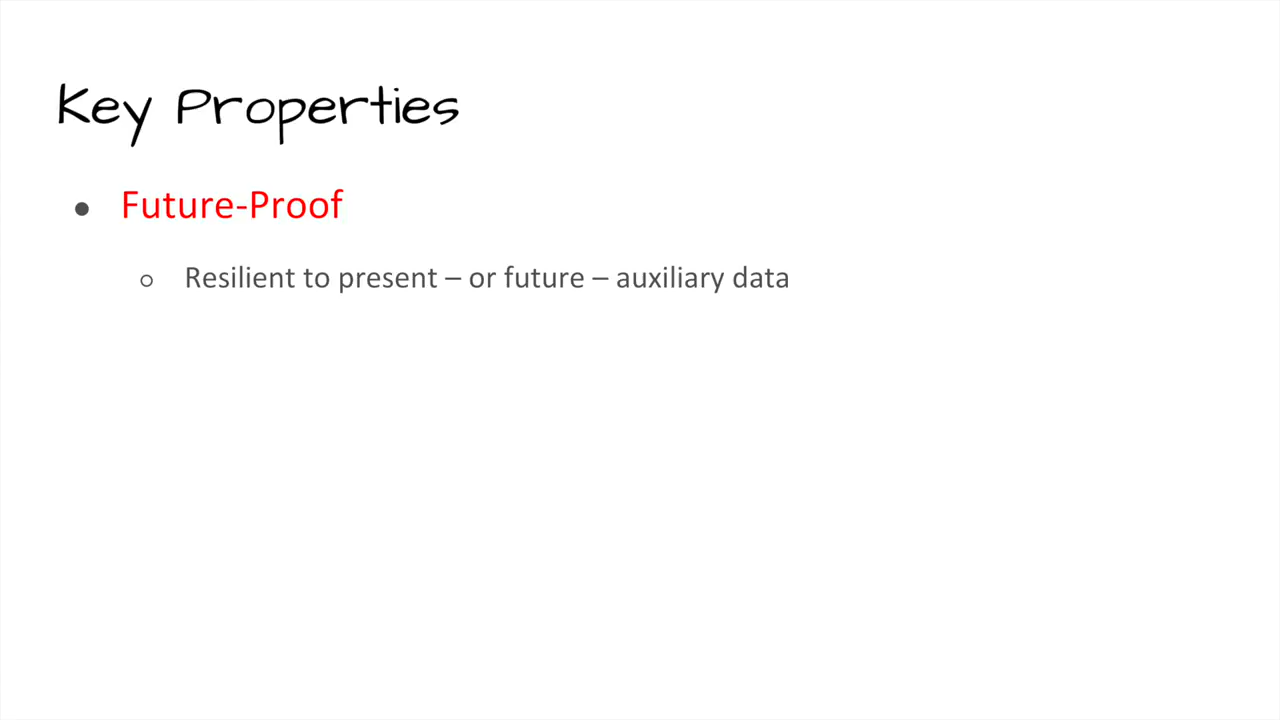 Key Properties
Future-Proof
Resilient to present – or future – auxiliary data